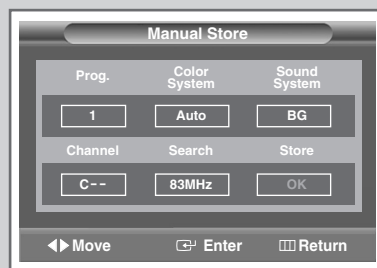 Manual Store
Prog. Color System Sound System
1 Auto BG
Channel Search Store
C-- 83MHz OK
Move Enter Return